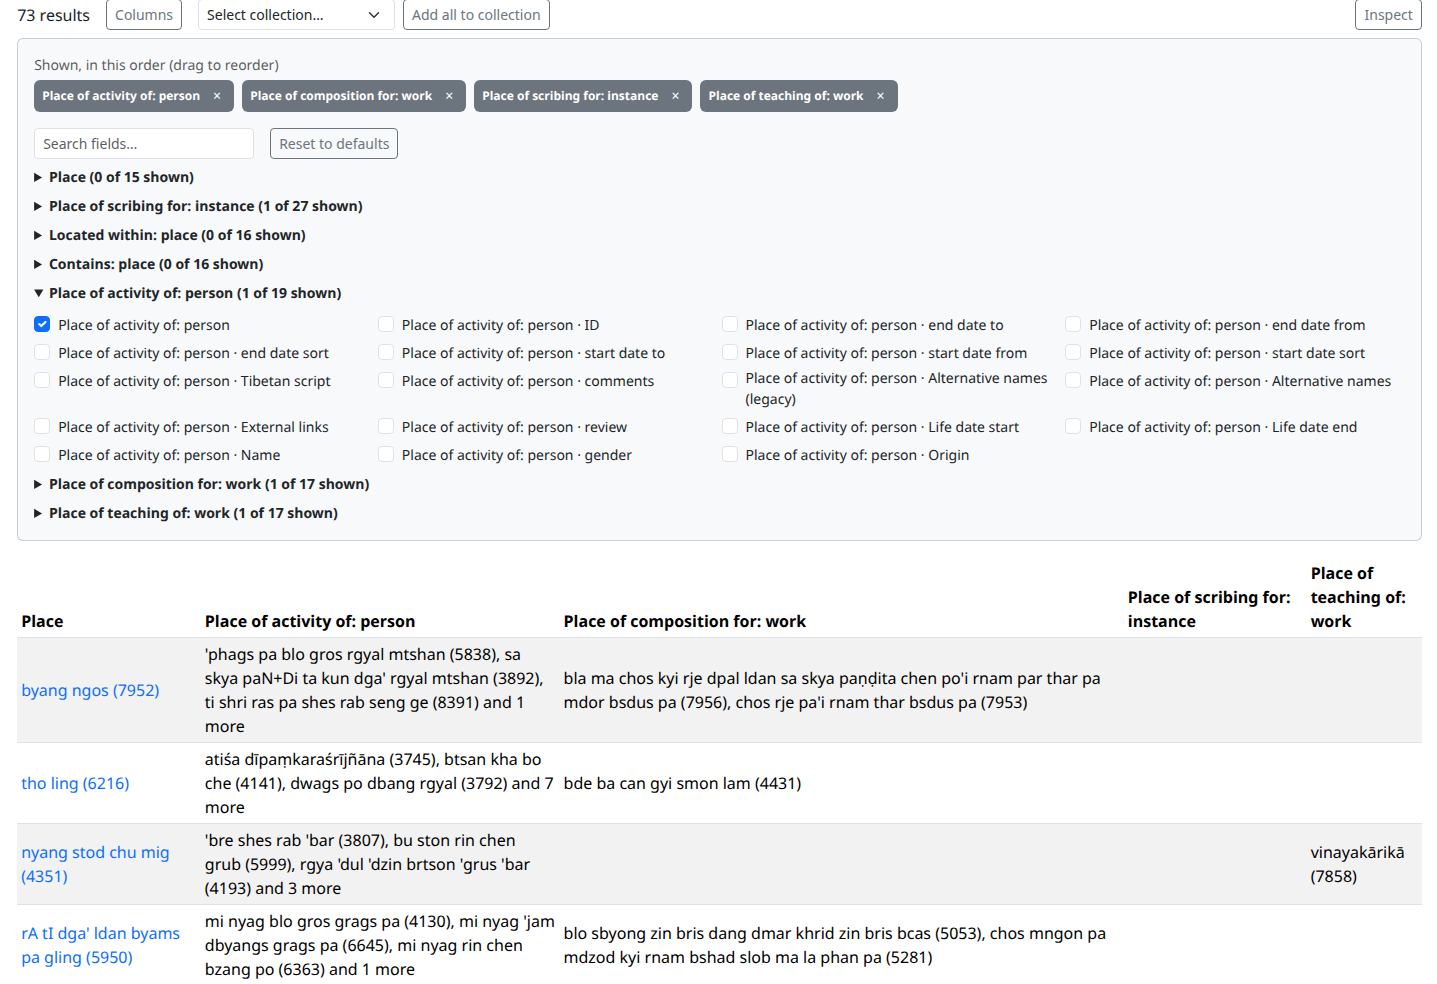 73 results
Columns
Select collection...
Add all to collection
Inspect
Shown, in this order (drag to reorder)
Place of activity of: person ×
Place of composition for: work ×
Place of scribing for: instance ×
Place of teaching of: work ×
Search fields...
Reset to defaults
Place (0 of 15 shown)
Place of scribing for: instance (1 of 27 shown)
Located within: place (0 of 16 shown)
Contains: place (0 of 16 shown)
Place of activity of: person (1 of 19 shown)
Place of activity of: person
Place of activity of: person · ID
Place of activity of: person · end date to
Place of activity of: person · end date from
Place of activity of: person · end date sort
Place of activity of: person · start date to
Place of activity of: person · start date from
Place of activity of: person · start date sort
Place of activity of: person · Tibetan script
Place of activity of: person · comments
Place of activity of: person · Alternative names
(legacy)
Place of activity of: person · Alternative names
Place of activity of: person · External links
Place of activity of: person · review
Place of activity of: person · Life date start
Place of activity of: person · Life date end
Place of activity of: person · Name
Place of activity of: person · gender
Place of activity of: person · Origin
Place of composition for: work (1 of 17 shown)
Place of teaching of: work (1 of 17 shown)
Place
Place of activity of: person
Place of composition for: work
Place of scribing for:
instance
Place of
teaching of:
work
byang ngos (7952)
'phags pa blo gros rgyal mtshan (5838), sa
skya paN+Di ta kun dga' rgyal mtshan (3892),
ti shri ras pa shes rab seng ge (8391) and 1
more
bla ma chos kyi rje dpal ldan sa skya paṇḍita chen po'i rnam par thar pa
mdor bsdus pa (7956), chos rje pa'i rnam thar bsdus pa (7953)
tho ling (6216)
atiśa dīpaṃkaraśrījñāna (3745), btsan kha bo
che (4141), dwags po dbang rgyal (3792) and 7
more
bde ba can gyi smon lam (4431)
nyang stod chu mig
(4351)
'bre shes rab 'bar (3807), bu ston rin chen
grub (5999), rgya 'dul 'dzin brtson 'grus 'bar
(4193) and 3 more
vinayakārikā
(7858)
rA tI dga' ldan byams
pa gling (5950)
mi nyag blo gros grags pa (4130), mi nyag 'jam
dbyangs grags pa (6645), mi nyag rin chen
bzang po (6363) and 1 more
blo sbyong zin bris dang dmar khrid zin bris bcas (5053), chos mngon pa
mdzod kyi rnam bshad slob ma la phan pa (5281)